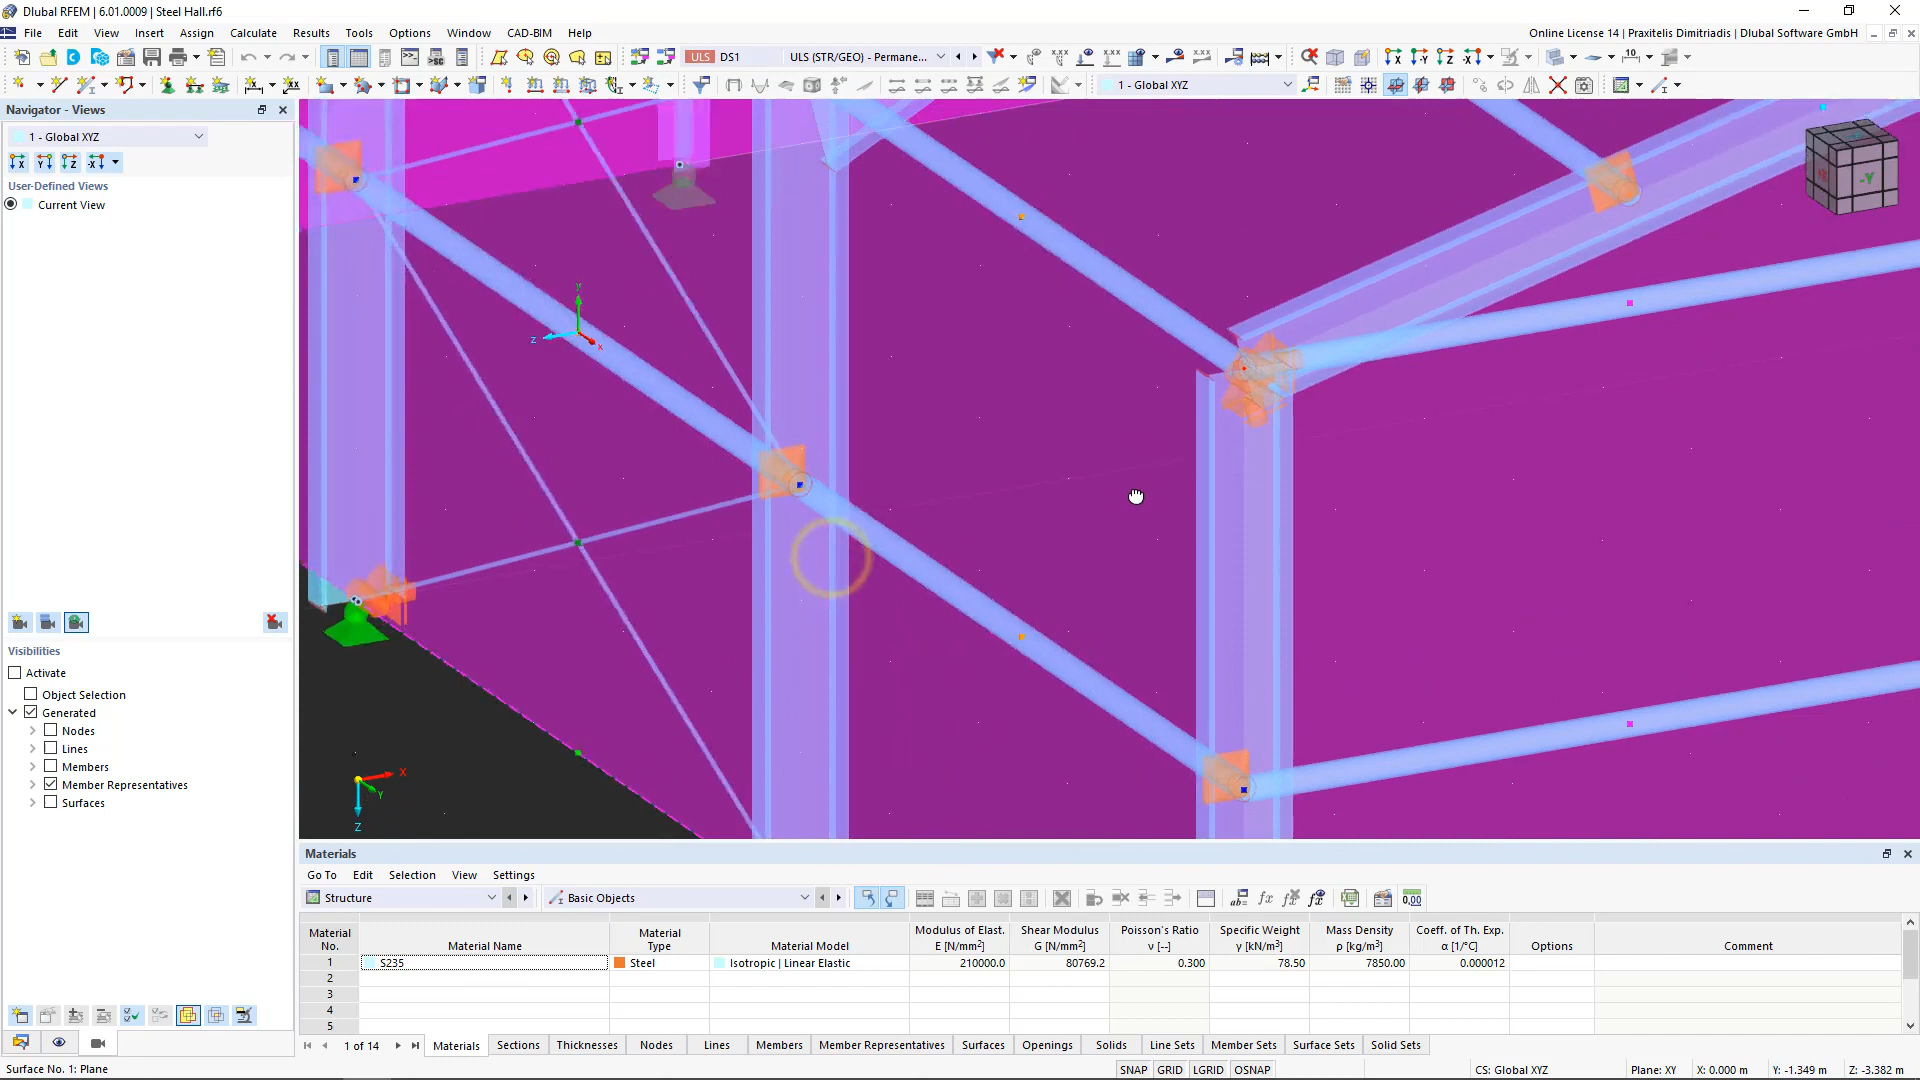 Dlubal RFEM | 6.01.0009 | Steel Hall.rf6
File Edit View Insert Assign Calculate Results Tools Options Window CAD-BIM Help
Online License 14 | Praxitelis Dimitriadis | Dlubal Software GmbH
ULS DS1 ULS (STR/GEO) - Permane...
1 - Global XYZ
Navigator - Views
1 - Global XYZ
User-Defined Views
Current View
Visibilities
Activate
Object Selection
Generated
Nodes
Lines
Members
Member Representatives
Surfaces
Y
Z
X
-Y
X
Y
Z
Materials
Go To Edit Selection View Settings
Structure Basic Objects
Material No. Material Name Material Type Material Model Modulus of Elast. E [N/mm²] Shear Modulus G [N/mm²] Poisson's Ratio ν [--] Specific Weight γ [kN/m³] Mass Density ρ [kg/m³] Coeff. of Th. Exp. α [1/°C] Options Comment
1 S235 Steel Isotropic | Linear Elastic 210000.0 80769.2 0.300 78.50 7850.00 0.000012
2
3
4
5
1 of 14 Materials Sections Thicknesses Nodes Lines Members Member Representatives Surfaces Openings Solids Line Sets Member Sets Surface Sets Solid Sets
Surface No. 1: Plane SNAP GRID LGRID OSNAP CS: Global XYZ Plane: XY X: 0.000 m Y: -1.349 m Z: -3.382 m